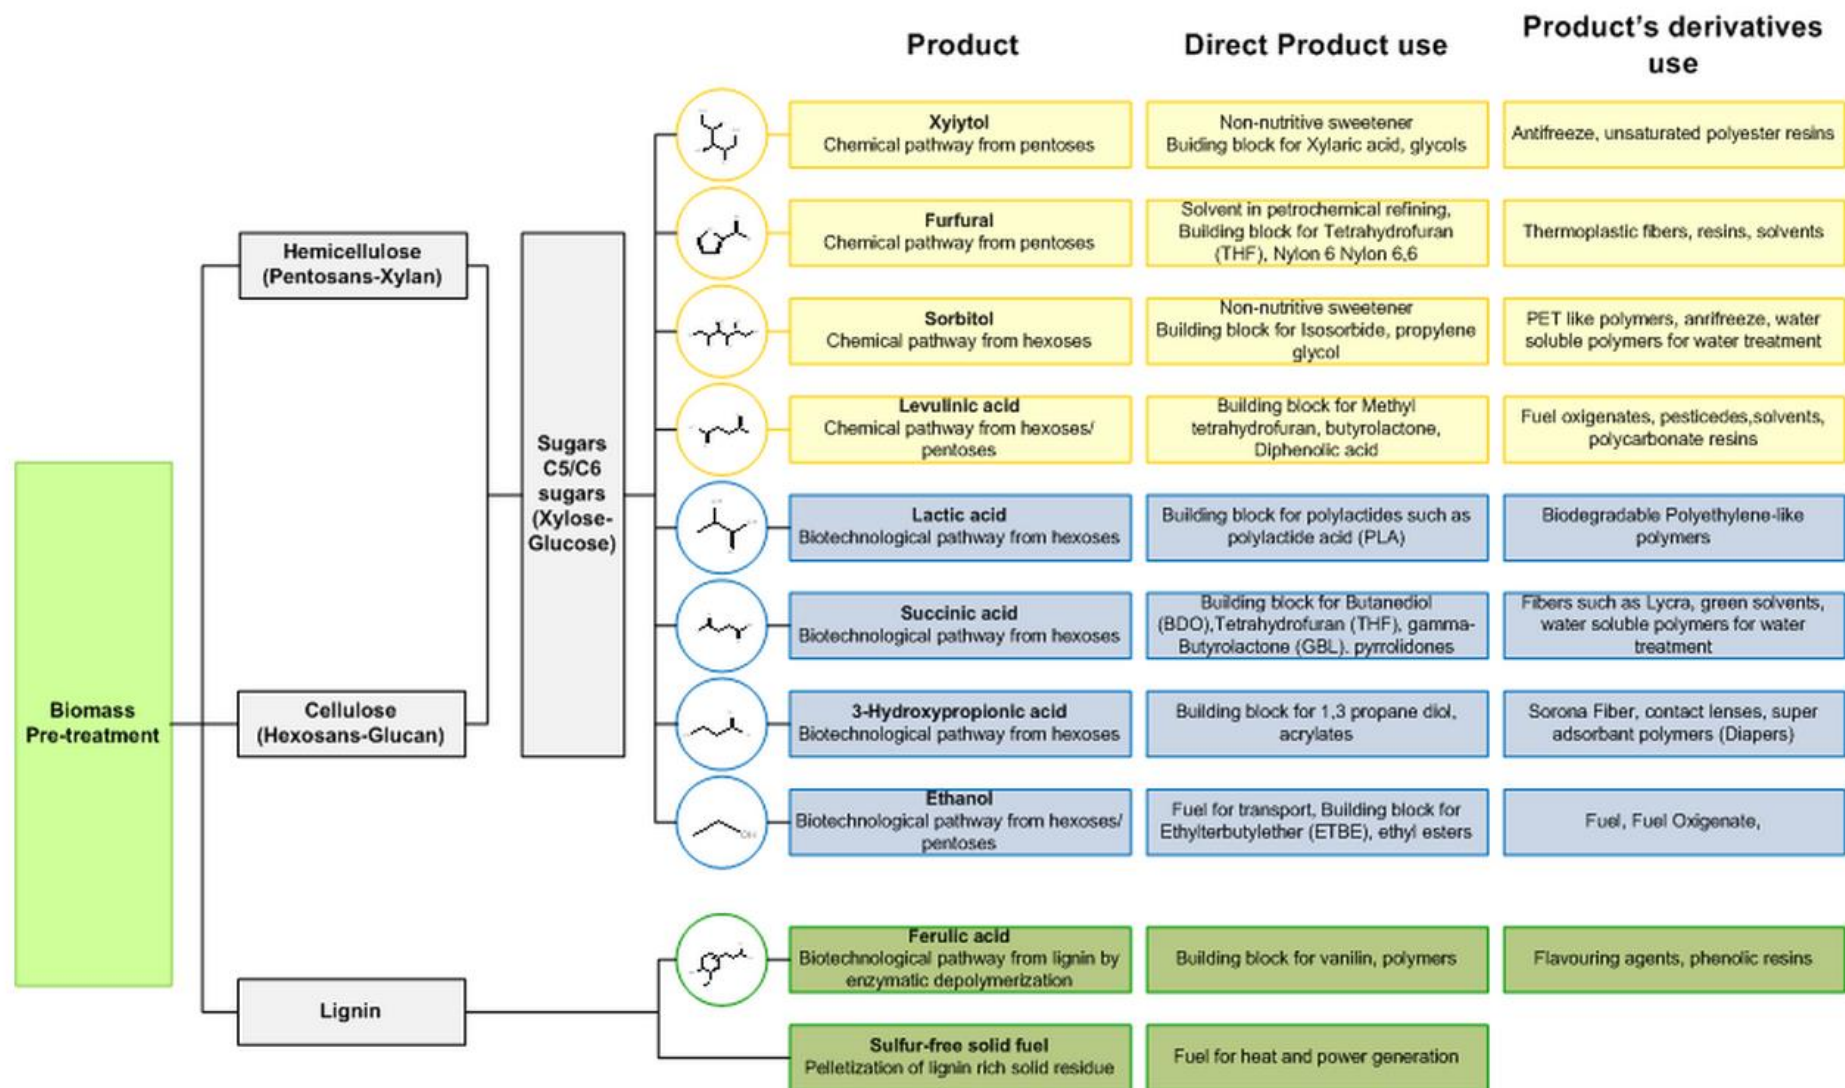 Product
Direct Product use
Product's derivatives
use
Biomass
Pre-treatment
Hemicellulose
(Pentosans-Xylan)
Cellulose
(Hexosans-Glucan)
Lignin
Sugars
C5/C6
sugars
(Xylose-
Glucose)
Xylytol
Chemical pathway from pentoses
Non-nutritive sweetener
Buiding block for Xylaric acid, glycols
Antifreeze, unsaturated polyester resins
Furfural
Chemical pathway from pentoses
Solvent in petrochemical refining,
Building block for Tetrahydrofuran
(THF), Nylon 6 Nylon 6,6
Thermoplastic fibers, resins, solvents
Sorbitol
Chemical pathway from hexoses
Non-nutritive sweetener
Building block for Isosorbide, propylene
glycol
PET like polymers, anrifreeze, water
soluble polymers for water treatment
Levulinic acid
Chemical pathway from hexoses/
pentoses
Building block for Methyl
tetrahydrofuran, butyrolactone,
Diphenolic acid
Fuel oxigenates, pesticedes,solvents,
polycarbonate resins
Lactic acid
Biotechnological pathway from hexoses
Building block for polylactides such as
polylactide acid (PLA)
Biodegradable Polyethylene-like
polymers
Succinic acid
Biotechnological pathway from hexoses
Building block for Butanediol
(BDO),Tetrahydrofuran (THF), gamma-
Butyrolactone (GBL). pyrrolidones
Fibers such as Lycra, green solvents,
water soluble polymers for water
treatment
3-Hydroxypropionic acid
Biotechnological pathway from hexoses
Building block for 1,3 propane diol,
acrylates
Sorona Fiber, contact lenses, super
adsorbant polymers (Diapers)
OH
Ethanol
Biotechnological pathway from hexoses/
pentoses
Fuel for transport, Building block for
Ethylterbutylether (ETBE), ethyl esters
Fuel, Fuel Oxigenate,
Ferulic acid
Biotechnological pathway from lignin by
enzymatic depolymerization
Building block for vanilin, polymers
Flavouring agents, phenolic resins
Sulfur-free solid fuel
Pelletization of lignin rich solid residue
Fuel for heat and power generation